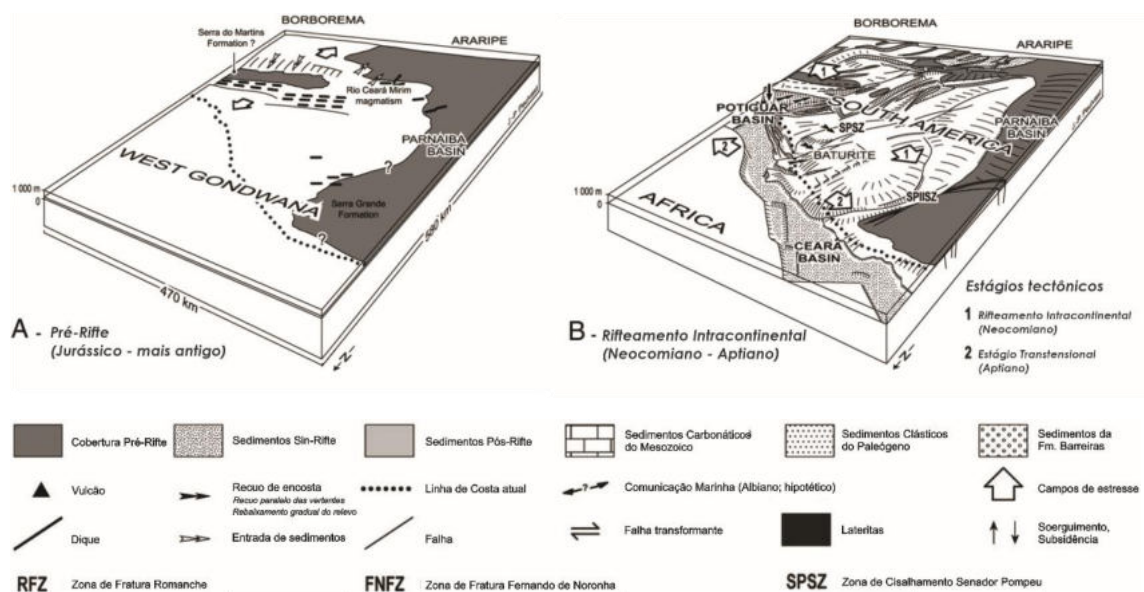 BORBOREMA
Serra do Martins
Formation ?
ARARIPE
Rio Ceará Mirim
magmatism
PARNAÍBA
BASIN
?
WEST GONDWANA
1 000 m
0
Serra Grande
Formation
?
680 km
470 km
N
A - Pré-Rifte
(Jurássico - mais antigo)
BORBOREMA
ARARIPE
1
POTIGUAR
BASIN
SOUTH AMERICA
SPSZ
PARNAÍBA
BASIN
2
BATURITE
1
1 000 m
0
AFRICA
2
SPIISZ
CEARÁ
BASIN
N
B - Rifteamento Intracontinental
(Neocomiano - Aptiano)
Estágios tectônicos
1 Rifteamento Intracontinental
(Neocomiano)
2 Estágio Transtensional
(Aptiano)
Cobertura Pré-Rifte
Sedimentos Sin-Rifte
Sedimentos Pós-Rifte
Sedimentos Carbonáticos
do Mesozoico
Sedimentos Clásticos
do Paleógeno
Sedimentos da
Fm. Barreiras
Vulcão
Recuo de encosta
Recuo paralelo das vertentes
Rebaixamento gradual do relevo
Linha de Costa atual
? Comunicação Marinha (Albiano; hipotético)
Campos de estresse
Dique
Entrada de sedimentos
Falha
Falha transformante
Lateritas
Soerguimento,
Subsidência
RFZ Zona de Fratura Romanche
FNFZ Zona de Fratura Fernando de Noronha
SPSZ Zona de Cisalhamento Senador Pompeu